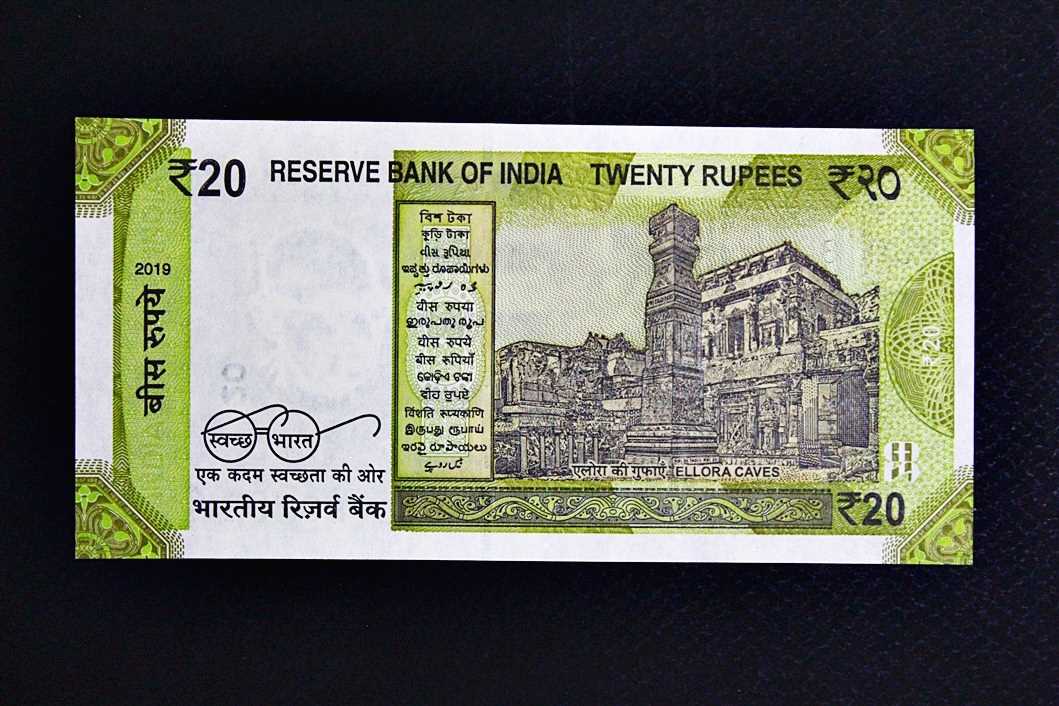 ₹20 RESERVE BANK OF INDIA TWENTY RUPEES ₹२०
2019
बीस रुपये
বিশ টকা
কুড়ি টাকা
વીસ રૂપિયા
ಇಪ್ಪತ್ತು ರೂಪಾಯಿಗಳು
वीस रुपया
ഇരുപതു രൂപ
वीस रुपये
बीस रुपियाँ
କୋଡ଼ିଏ ଟଙ୍କା
ਵੀਹ ਰੁਪਏ
विंशति रूप्यकाणि
இருபது ரூபாய்
ఇరవై రూపాయలు
بیس روپیے
स्वच्छ भारत
एक कदम स्वच्छता की ओर
भारतीय रिज़र्व बैंक
एलोरा की गुफाएं ELLORA CAVES
₹20
₹20